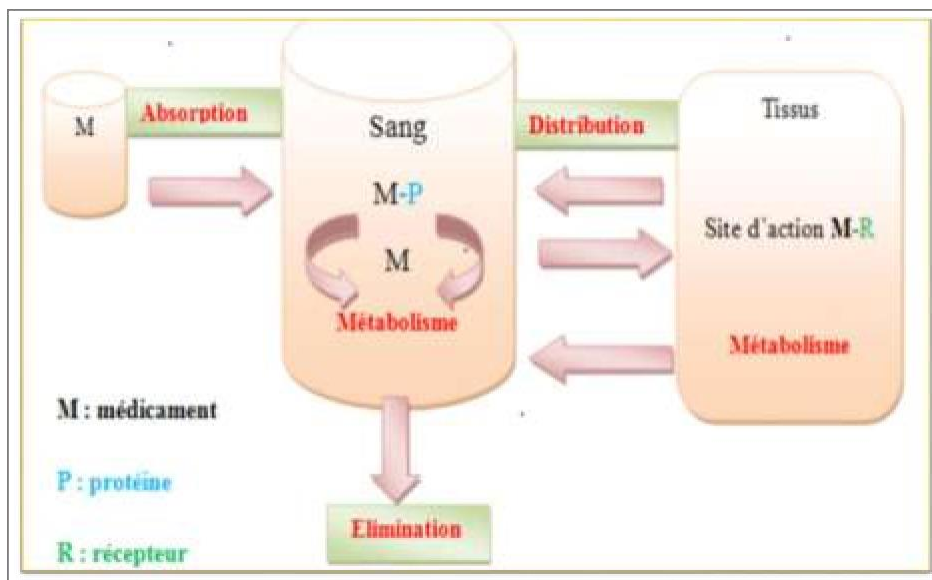 M
Absorption
Sang
Distribution
Tissus
M-P
Site d'action M-R
M
Métabolisme
Métabolisme
M : médicament
P : protéine
Elimination
R : récepteur